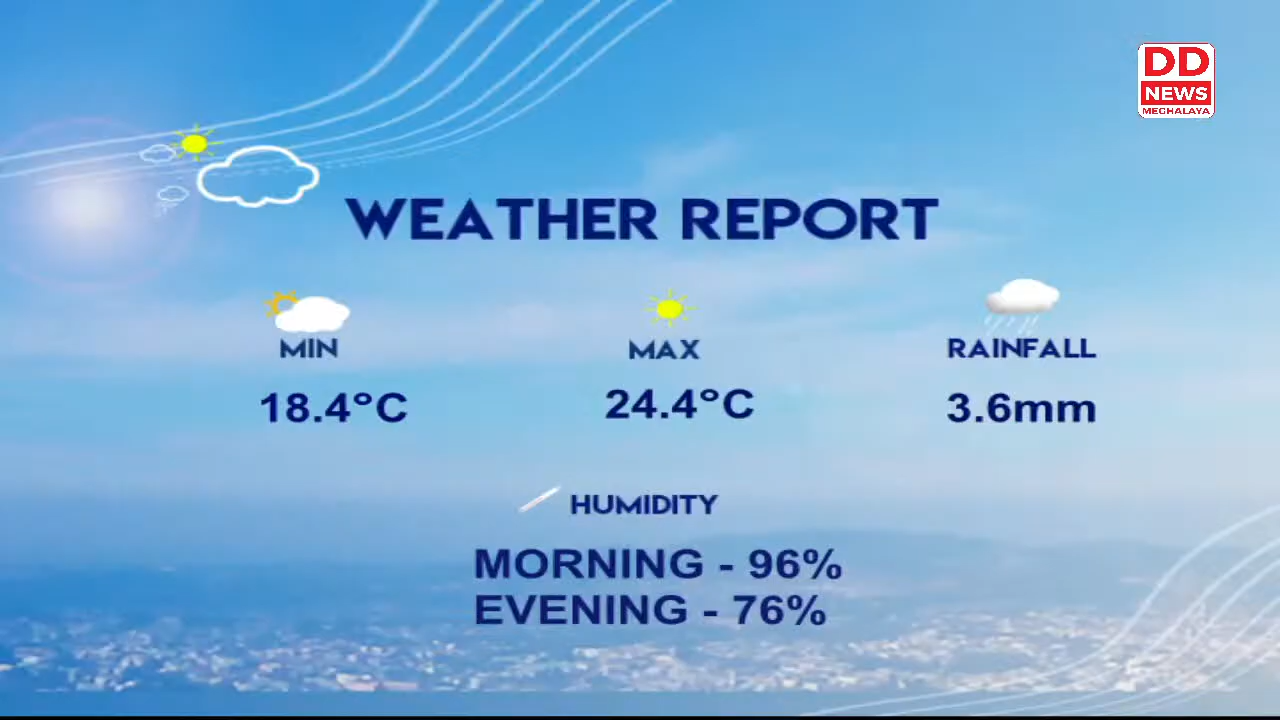 DD
NEWS
MEGHALAYA
WEATHER REPORT
MIN
MAX
RAINFALL
18.4°C
24.4°C
3.6mm
HUMIDITY
MORNING - 96%
EVENING - 76%